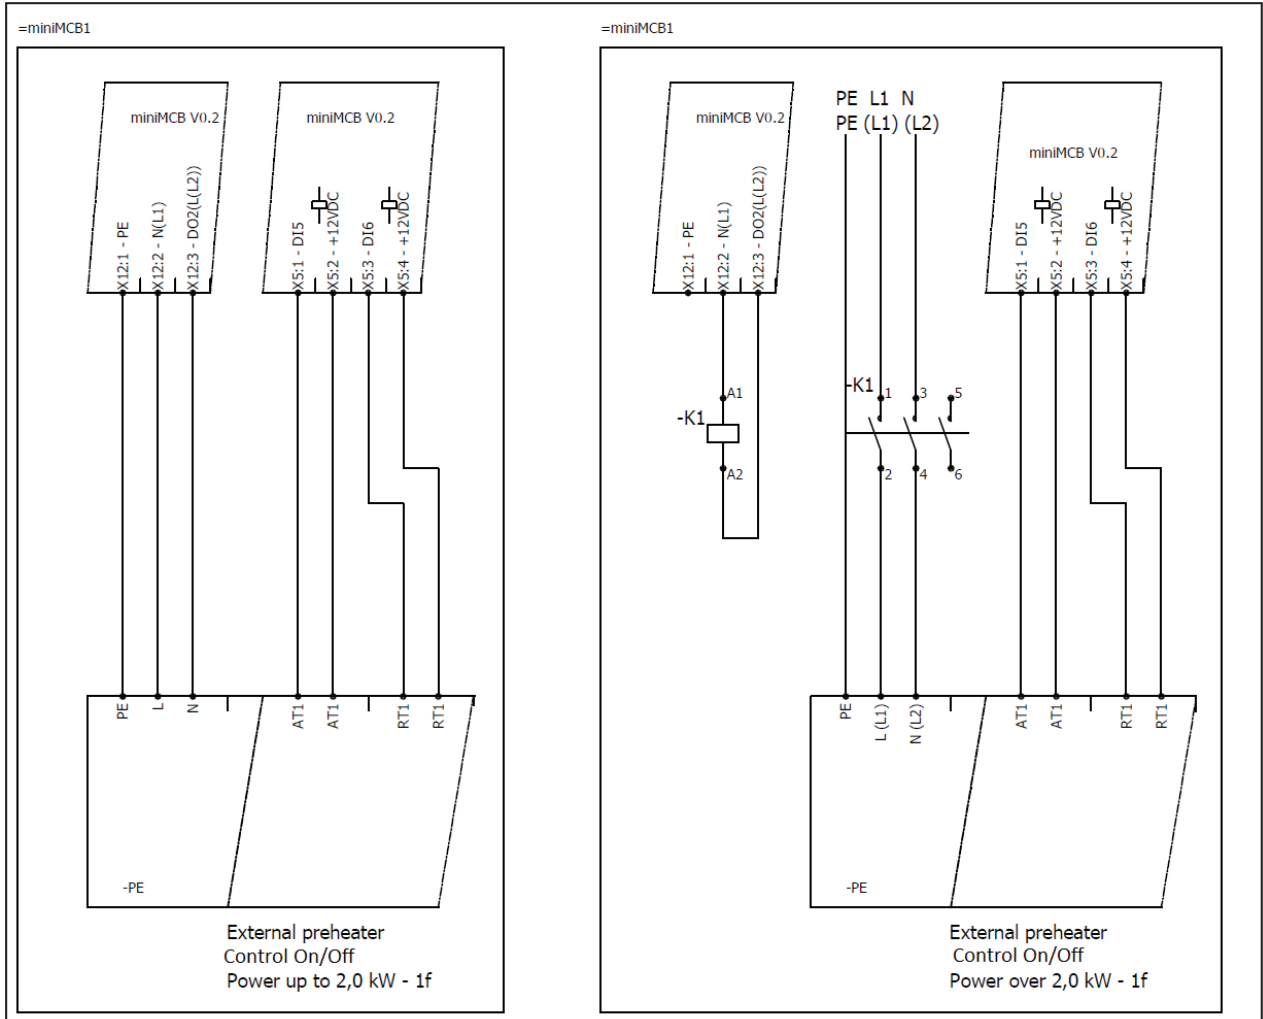 =miniMCB1
miniMCB V0.2
miniMCB V0.2
X12:1 - PE
X12:2 - N(L1)
X12:3 - DO2(L(L2))
X5:1 - DI5
X5:2 - +12VDC
X5:3 - DI6
X5:4 - +12VDC
PE
L
N
AT1
AT1
RT1
RT1
-PE
External preheater
Control On/Off
Power up to 2,0 kW - 1f
=miniMCB1
miniMCB V0.2
PE L1 N
PE (L1) (L2)
miniMCB V0.2
X12:1 - PE
X12:2 - N(L1)
X12:3 - DO2(L(L2))
X5:1 - DI5
X5:2 - +12VDC
X5:3 - DI6
X5:4 - +12VDC
A1
-K1
A2
-K1
1
3
5
2
4
6
PE
L (L1)
N (L2)
AT1
AT1
RT1
RT1
-PE
External preheater
Control On/Off
Power over 2,0 kW - 1f